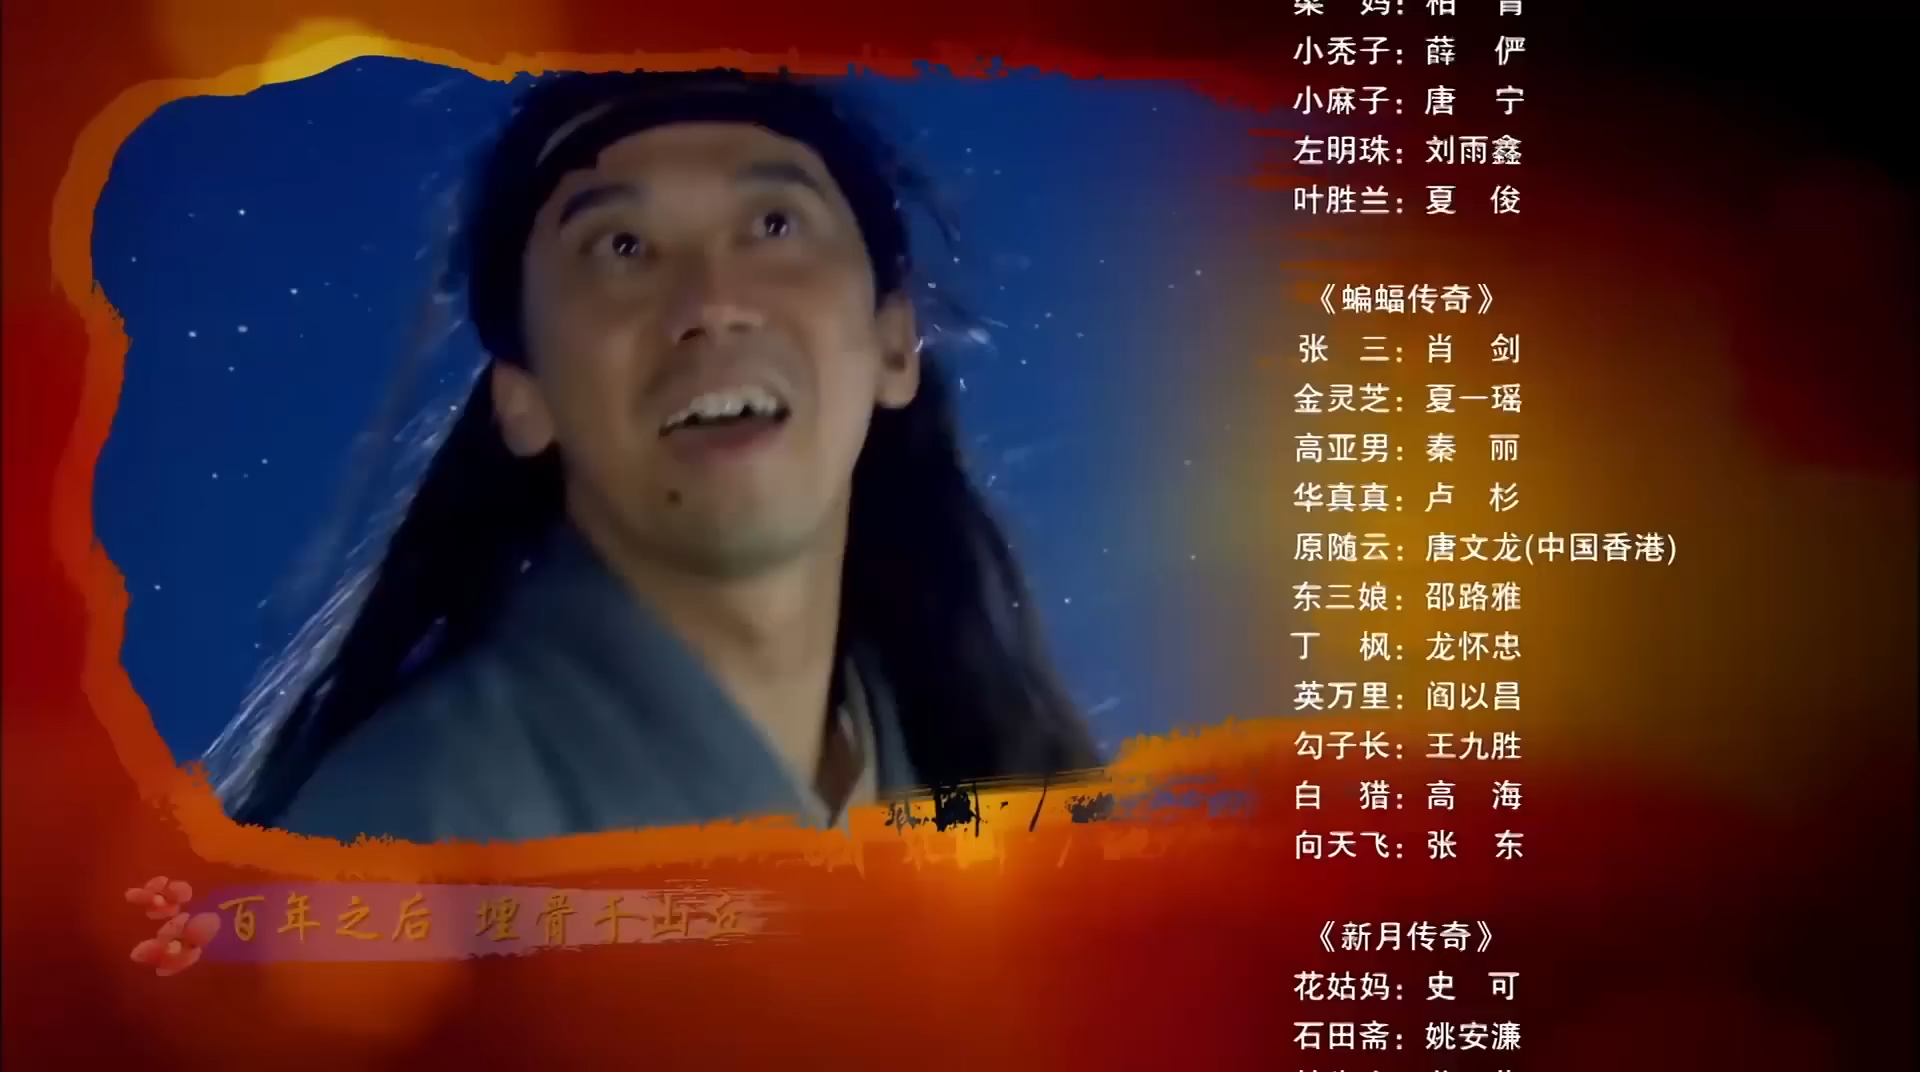 小秃子：薛　俨
小麻子：唐　宁
左明珠：刘雨鑫
叶胜兰：夏　俊
《蝙蝠传奇》
张　三：肖　剑
金灵芝：夏一瑶
高亚男：秦　丽
华真真：卢　杉
原随云：唐文龙(中国香港)
东三娘：邵路雅
丁　枫：龙怀忠
英万里：阎以昌
勾子长：王九胜
白　猎：高　海
向天飞：张　东
《新月传奇》
花姑妈：史　可
石田斋：姚安濂
百年之后 埋骨于山丘